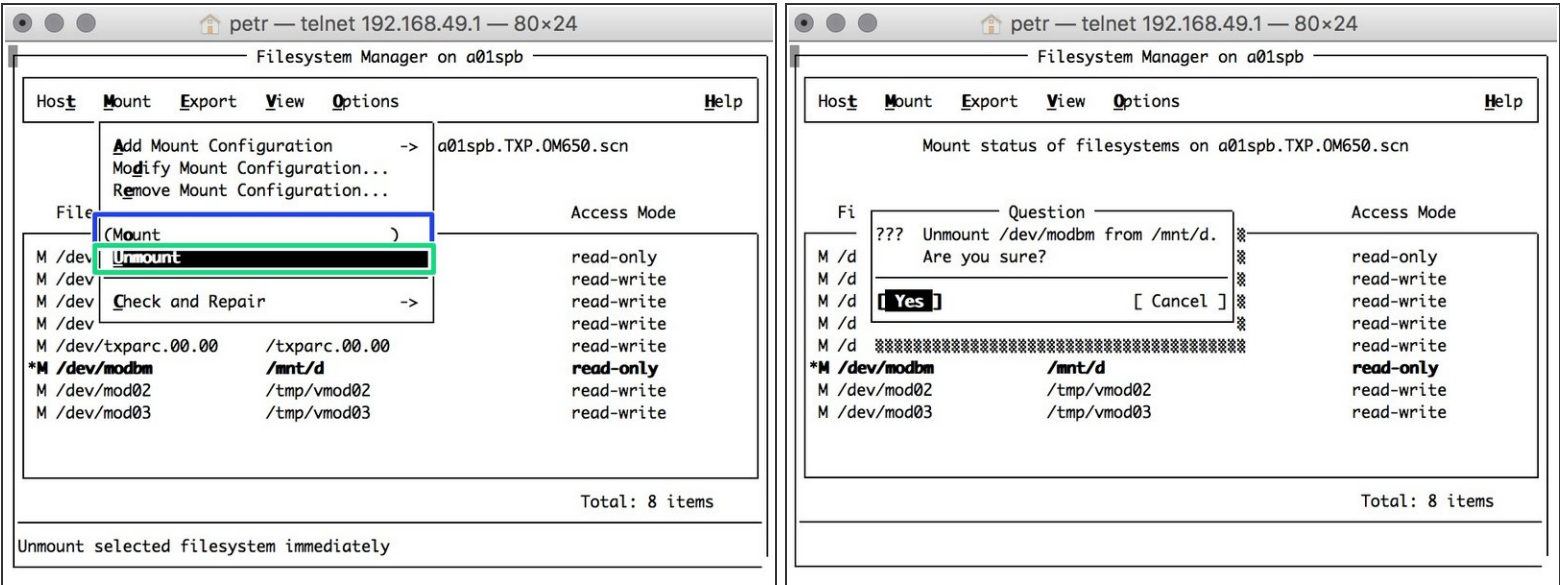 petr — telnet 192.168.49.1 — 80×24
Filesystem Manager on a01spb
Host Mount Export View Options Help
Add Mount Configuration -> a01spb.TXP.OM650.scn
Modify Mount Configuration...
Remove Mount Configuration...
File Access Mode
(Mount )
M /dev Unmount read-only
M /dev read-write
M /dev Check and Repair -> read-write
M /dev read-write
M /dev/txparc.00.00 /txparc.00.00 read-write
*M /dev/modbm /mnt/d read-only
M /dev/mod02 /tmp/vmod02 read-write
M /dev/mod03 /tmp/vmod03 read-write
Total: 8 items
Unmount selected filesystem immediately
petr — telnet 192.168.49.1 — 80×24
Filesystem Manager on a01spb
Host Mount Export View Options Help
Mount status of filesystems on a01spb.TXP.OM650.scn
Fi Question Access Mode
??? Unmount /dev/modbm from /mnt/d.
M /d Are you sure? read-only
M /d read-write
M /d [ Yes ] [ Cancel ] read-write
M /d read-write
M /d read-write
*M /dev/modbm /mnt/d read-only
M /dev/mod02 /tmp/vmod02 read-write
M /dev/mod03 /tmp/vmod03 read-write
Total: 8 items